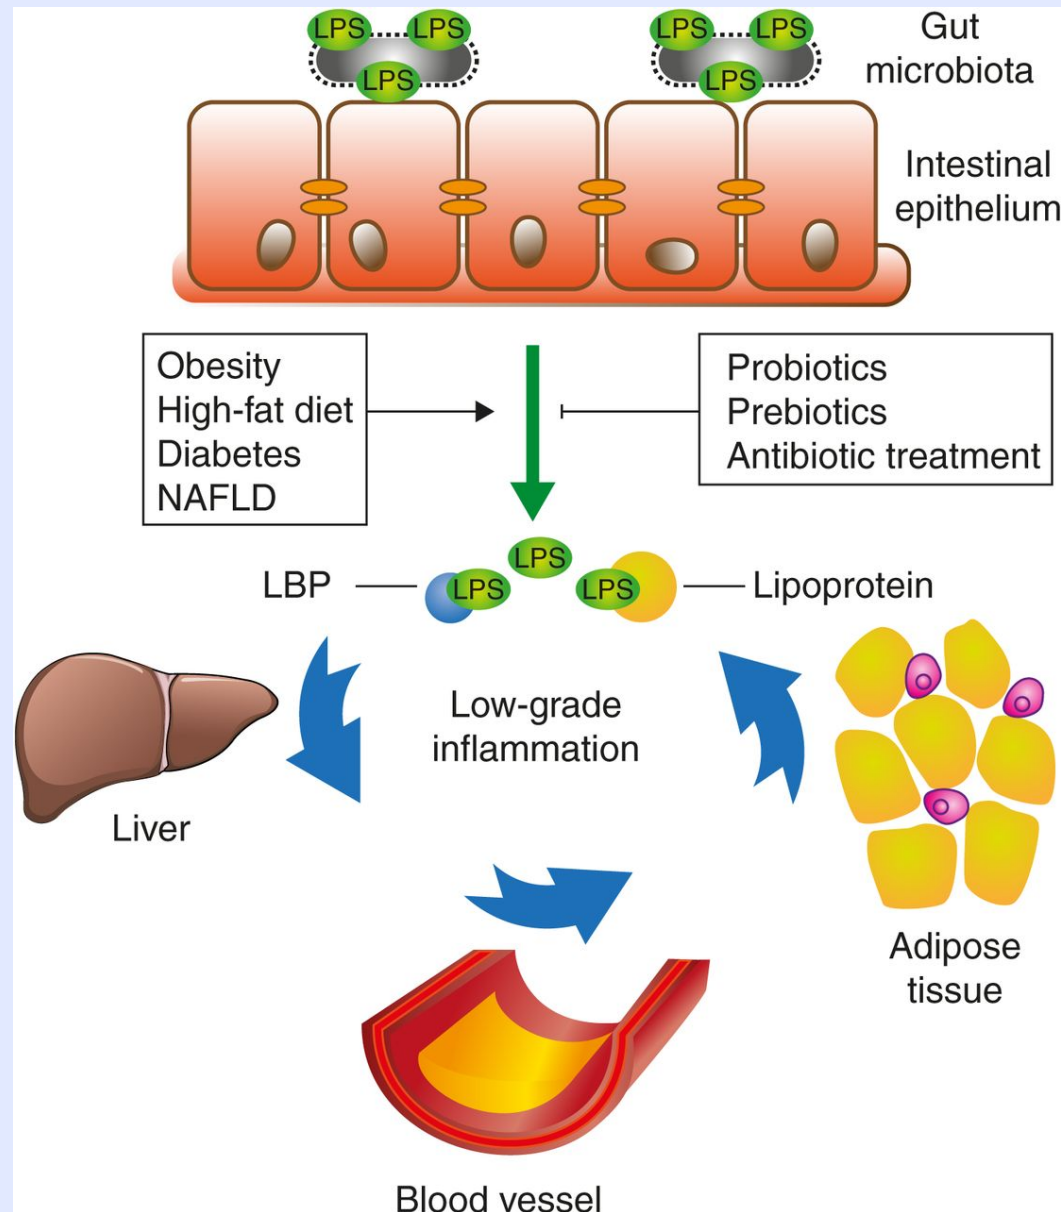 LPS LPS
LPS
LPS LPS
LPS
Gut
microbiota
Intestinal
epithelium
Obesity
High-fat diet
Diabetes
NAFLD
Probiotics
Prebiotics
Antibiotic treatment
LPS
LBP
LPS
LPS
Lipoprotein
Low-grade
inflammation
Liver
Adipose
tissue
Blood vessel